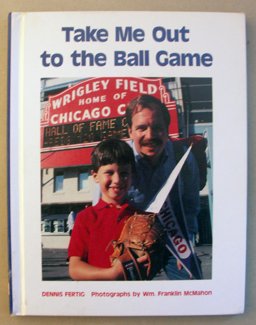 Take Me Out
to the Ball Game
WRIGLEY FIELD
HOME OF
CHICAGO C
HALL OF FAME
GAME
CHICAGO
DENNIS FERTIG Photographs by Wm. Franklin McMahon